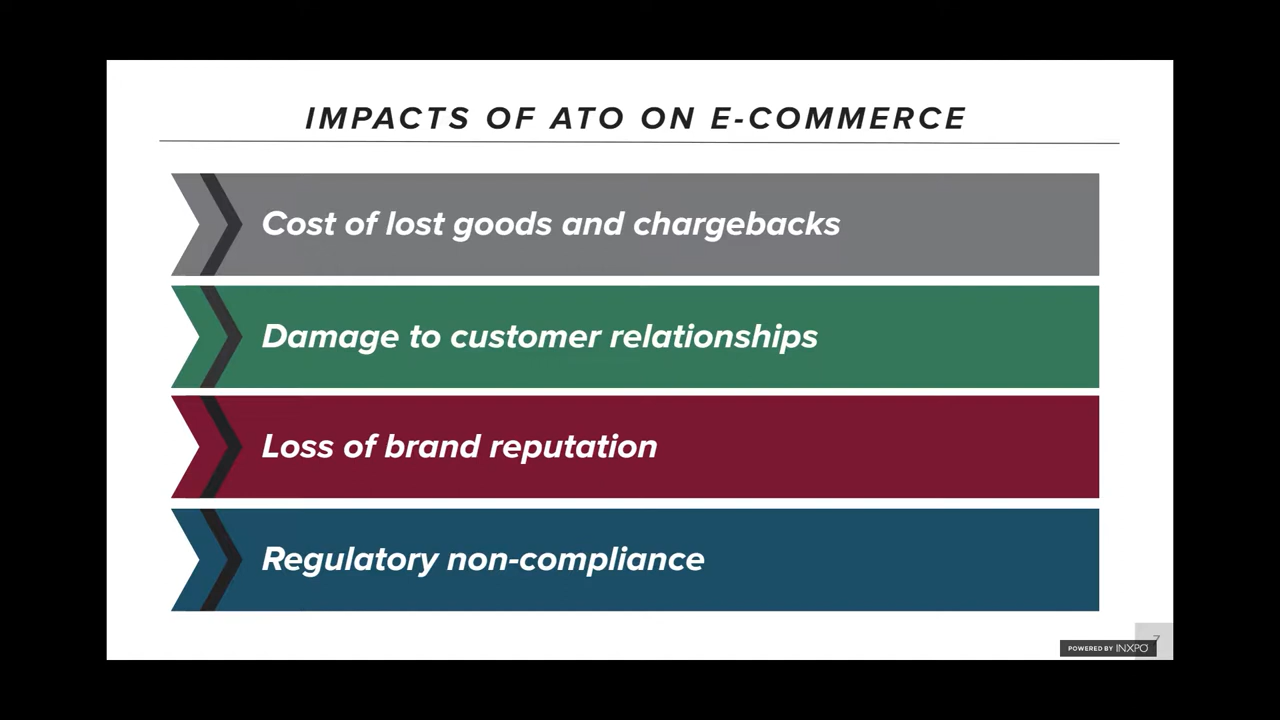 IMPACTS OF ATO ON E-COMMERCE
Cost of lost goods and chargebacks
Damage to customer relationships
Loss of brand reputation
Regulatory non-compliance
7
POWERED BY INXPO